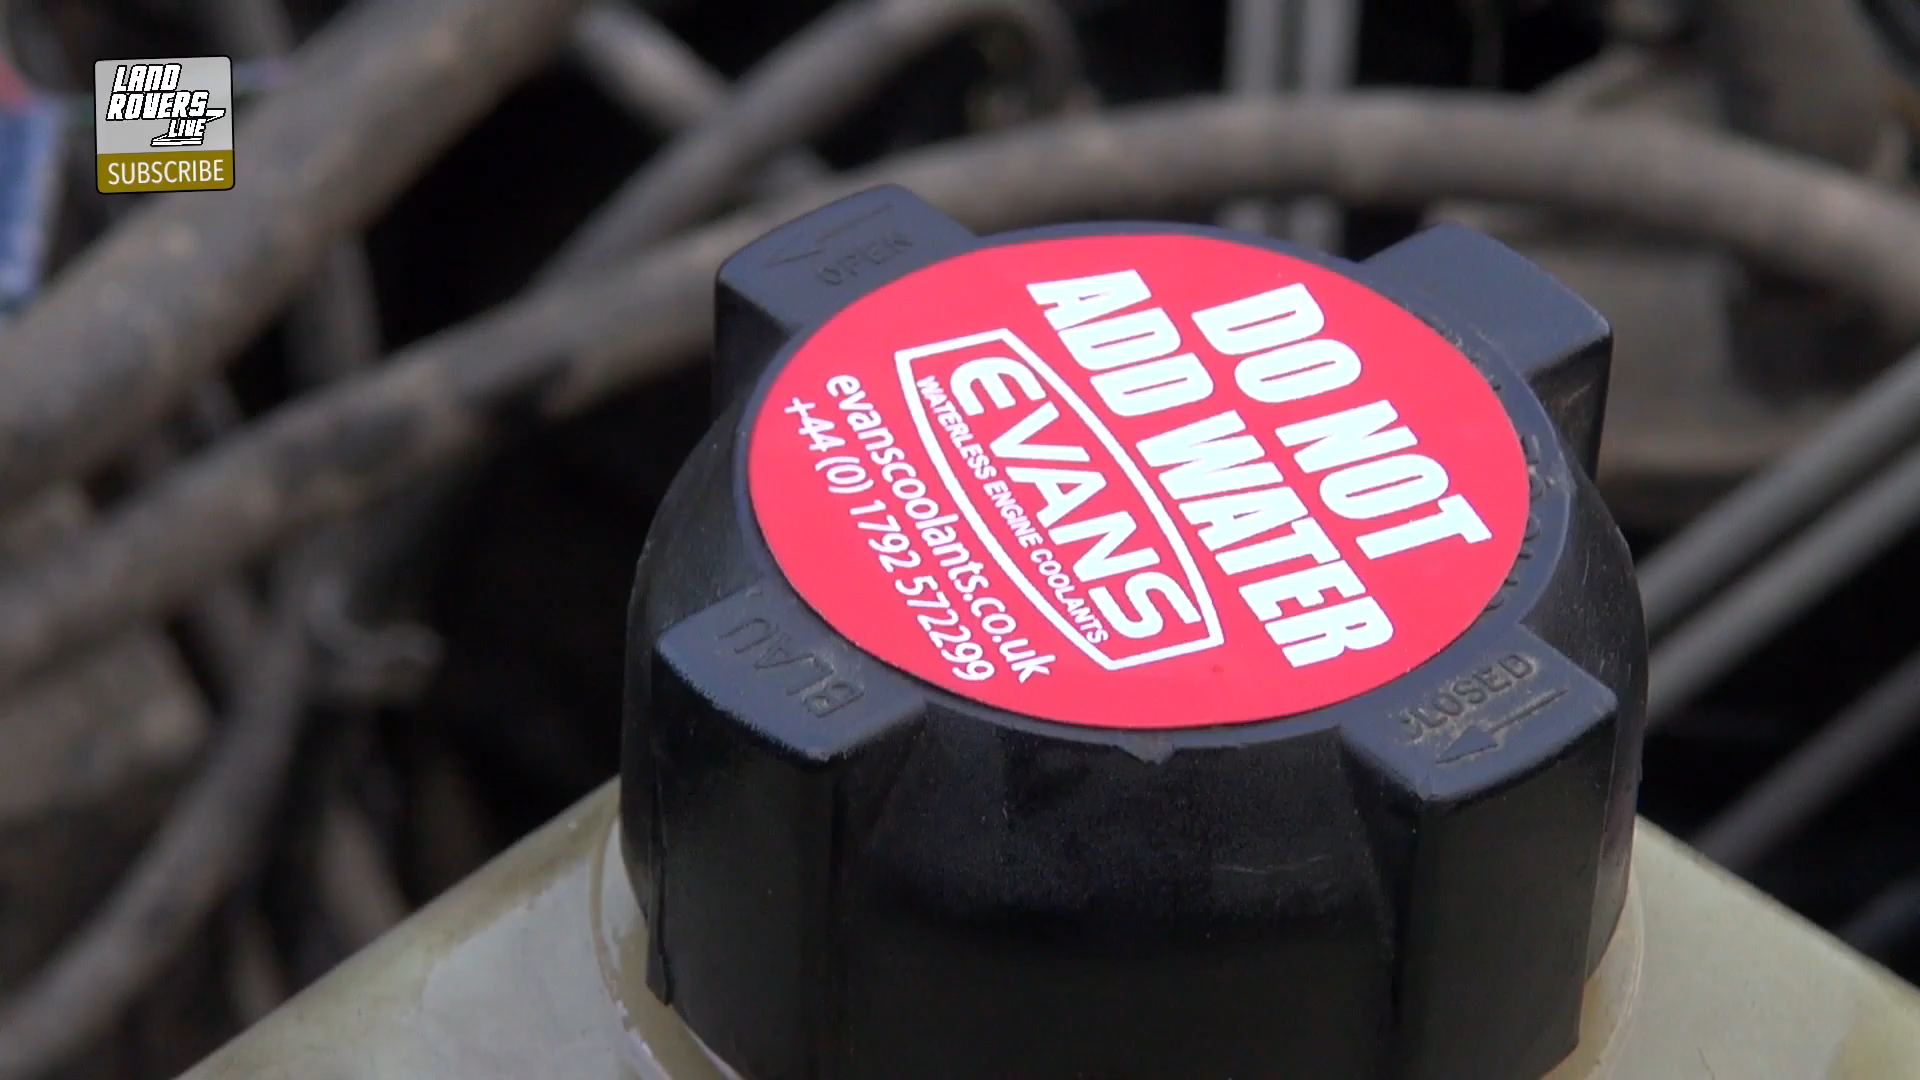 LAND
ROVERS
LIVE
SUBSCRIBE
OPEN
DO NOT
ADD WATER
EVANS
WATERLESS ENGINE COOLANTS
evanscoolants.co.uk
+44 (0) 1792 572299
BLAU
CLOSED